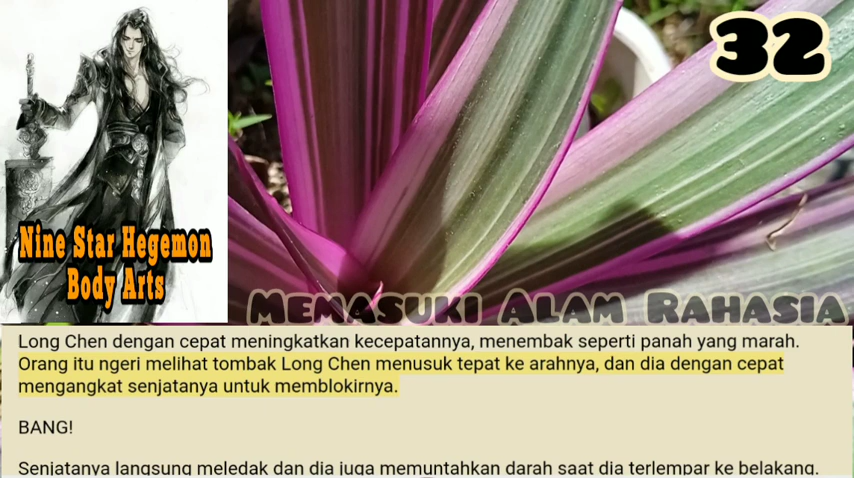 32
Nine Star Hegemon
Body Arts
Memasuki Alam Rahasia
Long Chen dengan cepat meningkatkan kecepatannya, menembak seperti panah yang marah.
Orang itu ngeri melihat tombak Long Chen menusuk tepat ke arahnya, dan dia dengan cepat
mengangkat senjatanya untuk memblokirnya.
BANG!
Senjatanya langsung meledak dan dia juga memuntahkan darah saat dia terlempar ke belakang.